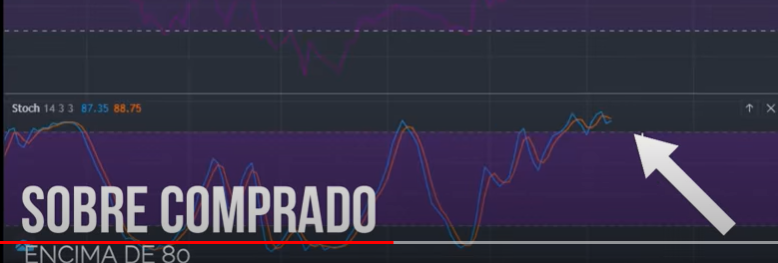 Stoch 14 3 3 87.35 88.75
SOBRE COMPRADO
ENCIMA DE 80